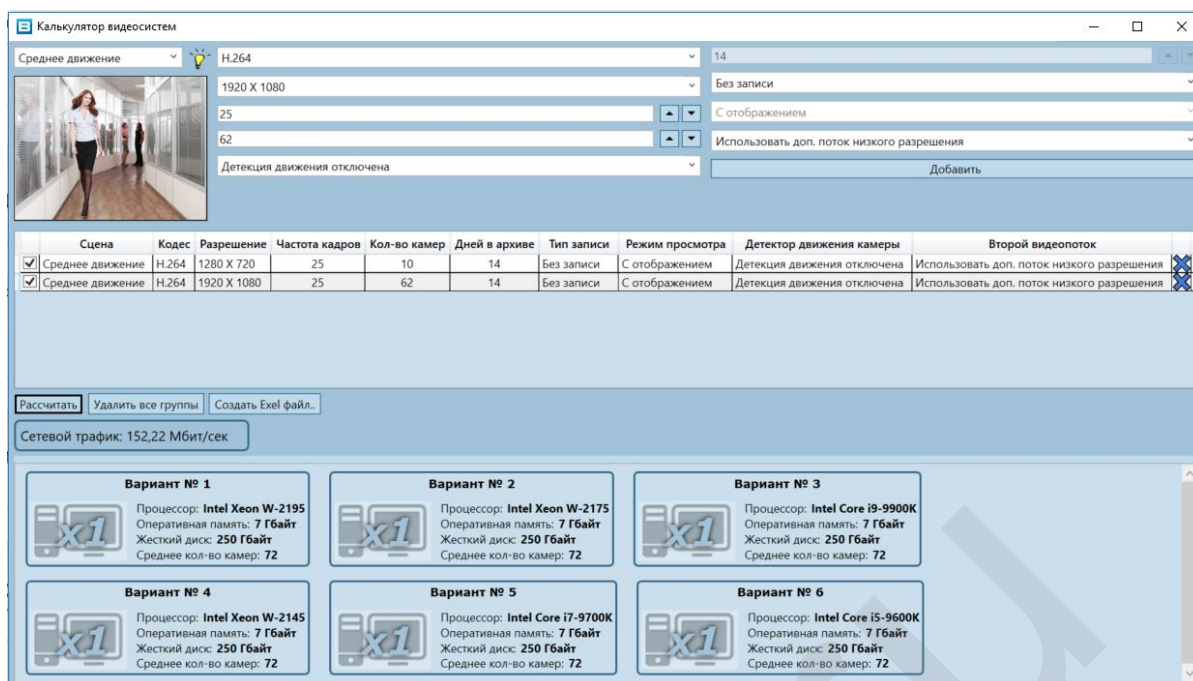 Калькулятор видеосистем
Среднее движение
H.264
1920 X 1080
25
62
Детекция движения отключена
14
Без записи
С отображением
Использовать доп. поток низкого разрешения
Добавить
Сцена Кодес Разрешение Частота кадров Кол-во камер Дней в архиве Тип записи Режим просмотра Детектор движения камеры Второй видеопоток
Среднее движение H.264 1280 X 720 25 10 14 Без записи С отображением Детекция движения отключена Использовать доп. поток низкого разрешения
Среднее движение H.264 1920 X 1080 25 62 14 Без записи С отображением Детекция движения отключена Использовать доп. поток низкого разрешения
Рассчитать Удалить все группы Создать Exel файл..
Сетевой трафик: 152,22 Мбит/сек
Вариант № 1
x1
Процессор: Intel Xeon W-2195
Оперативная память: 7 Гбайт
Жесткий диск: 250 Гбайт
Среднее кол-во камер: 72
Вариант № 2
x1
Процессор: Intel Xeon W-2175
Оперативная память: 7 Гбайт
Жесткий диск: 250 Гбайт
Среднее кол-во камер: 72
Вариант № 3
x1
Процессор: Intel Core i9-9900K
Оперативная память: 7 Гбайт
Жесткий диск: 250 Гбайт
Среднее кол-во камер: 72
Вариант № 4
x1
Процессор: Intel Xeon W-2145
Оперативная память: 7 Гбайт
Жесткий диск: 250 Гбайт
Среднее кол-во камер: 72
Вариант № 5
x1
Процессор: Intel Core i7-9700K
Оперативная память: 7 Гбайт
Жесткий диск: 250 Гбайт
Среднее кол-во камер: 72
Вариант № 6
x1
Процессор: Intel Core i5-9600K
Оперативная память: 7 Гбайт
Жесткий диск: 250 Гбайт
Среднее кол-во камер: 72